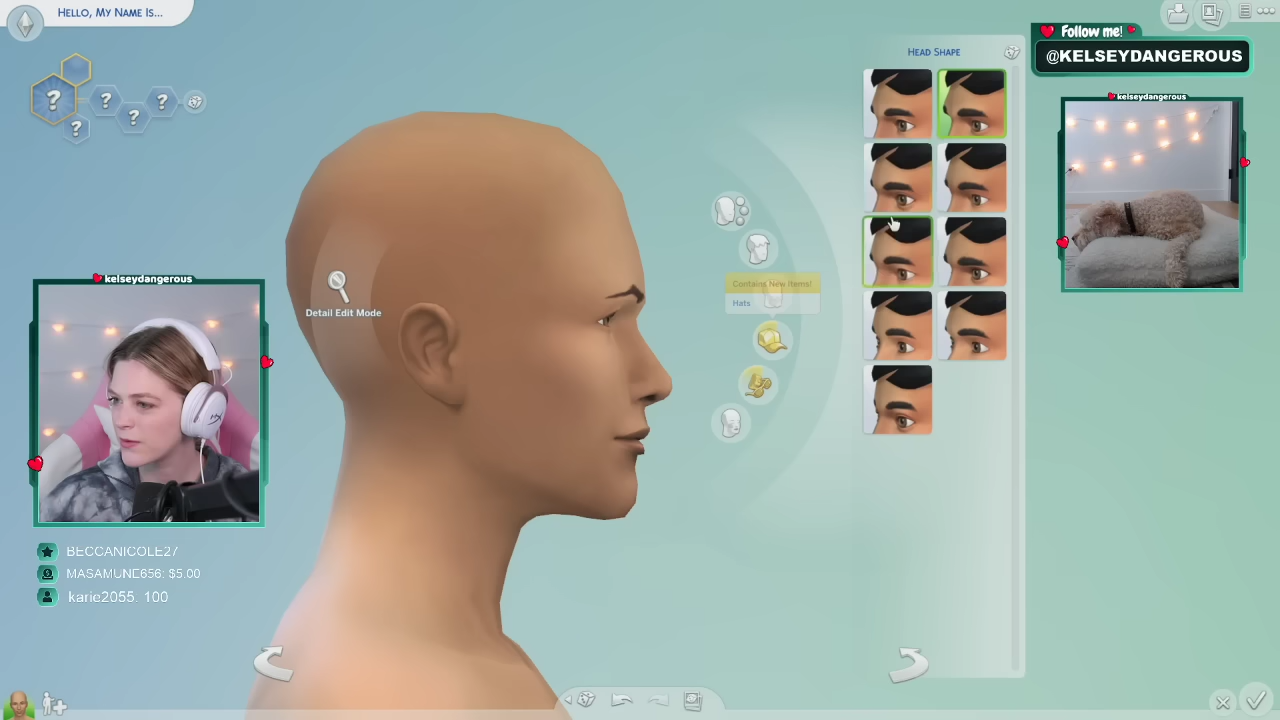 Hello, My Name Is...
Head Shape
Follow me!
@KELSEYDANGEROUS
kelseydangerous
Contains New Items!
Hats
Detail Edit Mode
kelseydangerous
BECCANICOLE27
MASAMUNE656: $5.00
karie2055. 100